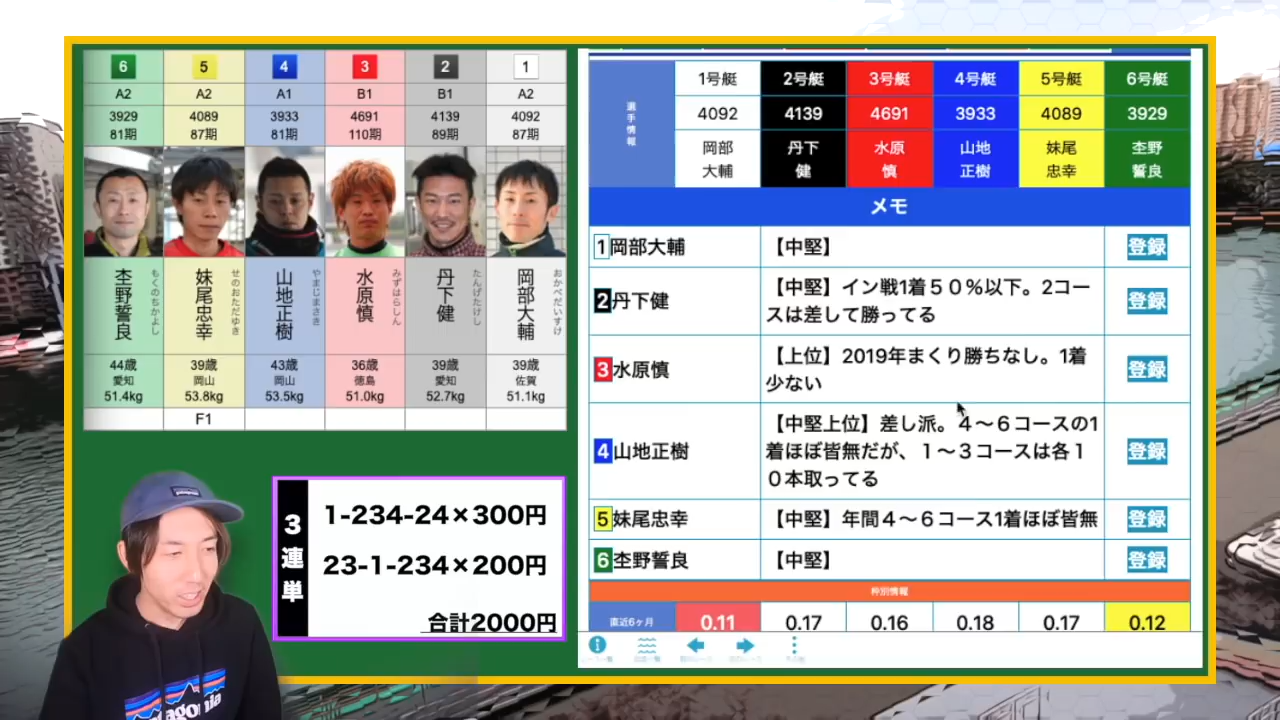 6 5 4 3 2 1
A2 A2 A1 B1 B1 A2
3929 4089 3933 4691 4139 4092
81期 87期 81期 110期 89期 87期
杢野誓良 もくのちかよし
妹尾忠幸 せのおただゆき
山地正樹 やまじまさき
水原慎 みずはらしん
丹下健 たんげたけし
岡部大輔 おかべだいすけ
44歳 39歳 43歳 36歳 39歳 39歳
愛知 岡山 岡山 徳島 愛知 佐賀
51.4kg 53.8kg 53.5kg 51.0kg 52.7kg 51.1kg
F1
3連単
1-234-24×300円
23-1-234×200円
合計2000円
patagonia
選手情報
1号艇 2号艇 3号艇 4号艇 5号艇 6号艇
4092 4139 4691 3933 4089 3929
岡部 丹下 水原 山地 妹尾 杢野
大輔 健 慎 正樹 忠幸 誓良
メモ
1岡部大輔 【中堅】 登録
2丹下健 【中堅】イン戦1着50%以下。2コー
スは差して勝ってる 登録
3水原慎 【上位】2019年まくり勝ちなし。1着
少ない 登録
4山地正樹 【中堅上位】差し派。4〜6コースの1
着ほぼ皆無だが、1〜3コースは各1
0本取ってる 登録
5妹尾忠幸 【中堅】年間4〜6コース1着ほぼ皆無 登録
6杢野誓良 【中堅】 登録
枠別情報
直近6ヶ月 0.11 0.17 0.16 0.18 0.17 0.12